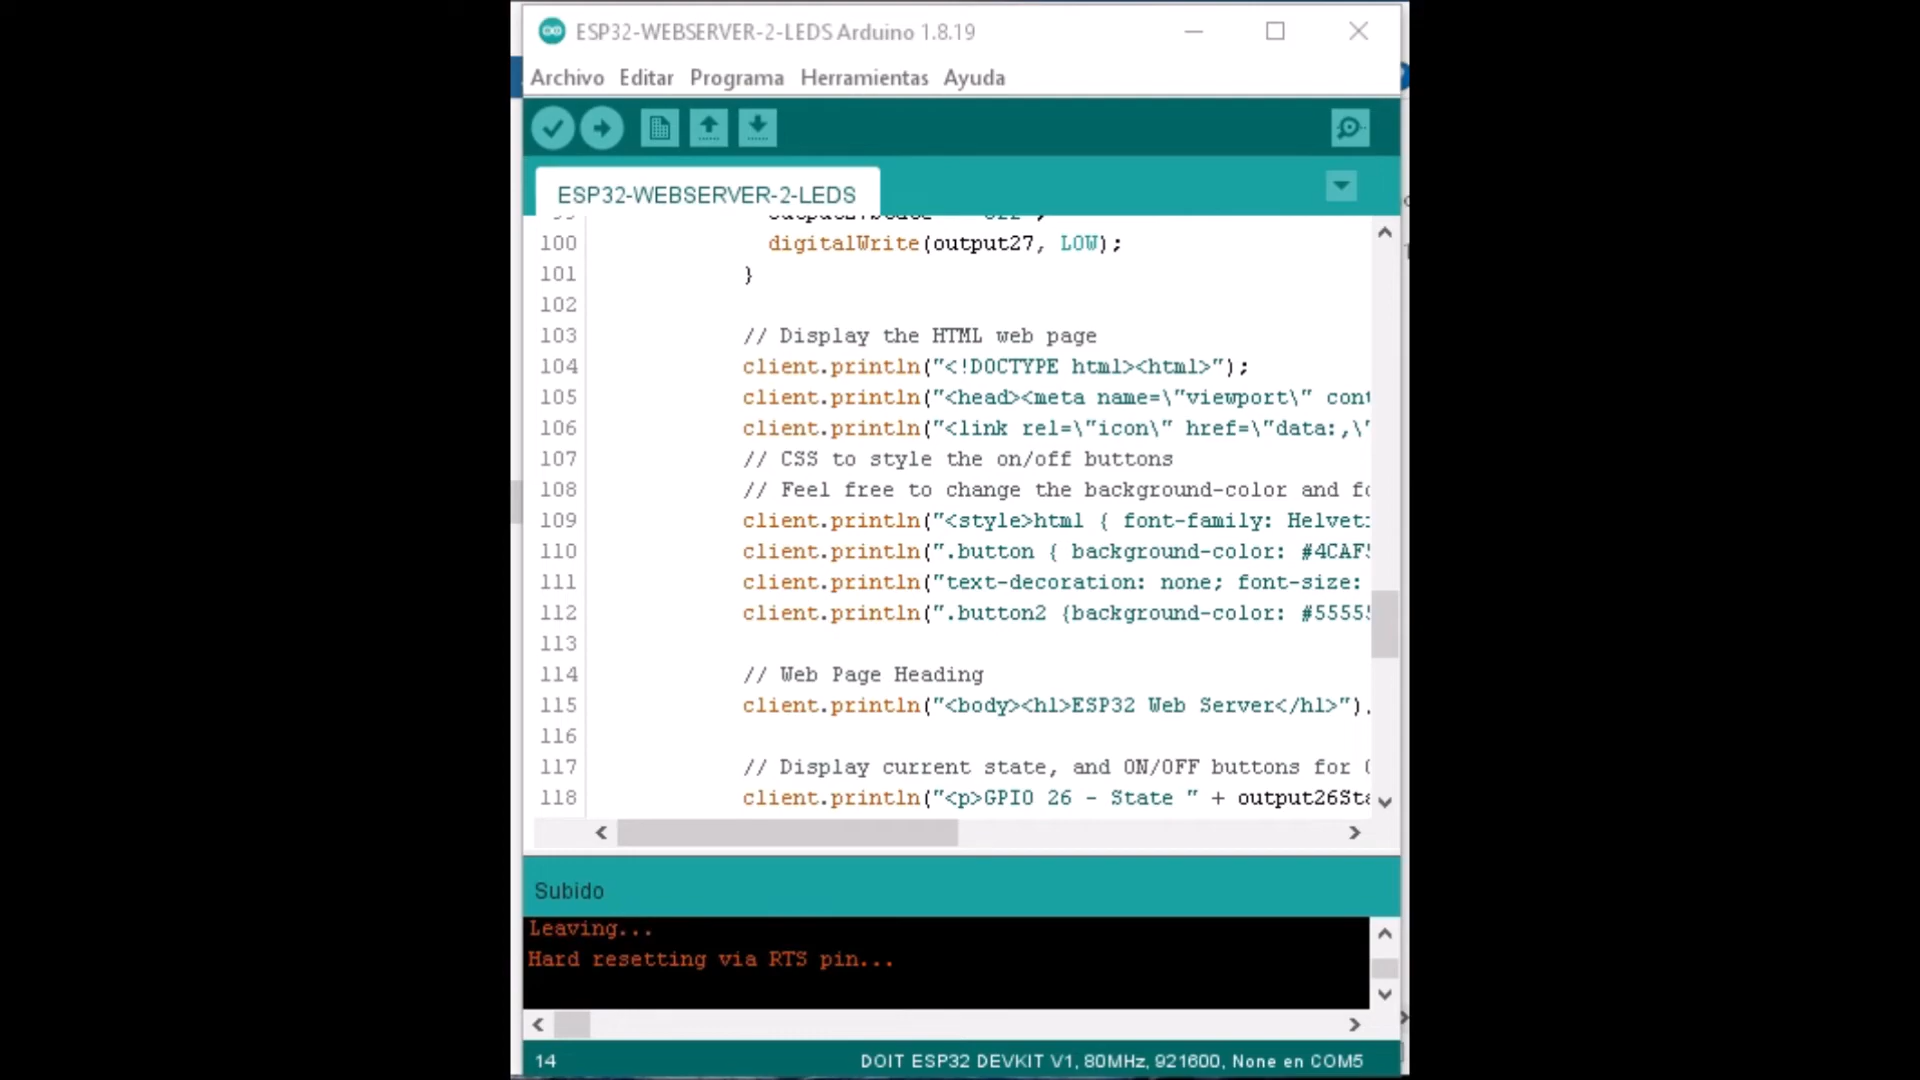 ESP32-WEBSERVER-2-LEDS Arduino 1.8.19
Archivo Editar Programa Herramientas Ayuda
ESP32-WEBSERVER-2-LEDS
100 digitalWrite(output27, LOW);
101 }
102
103 // Display the HTML web page
104 client.println("<!DOCTYPE html><html>");
105 client.println("<head><meta name=\"viewport\" cont
106 client.println("<link rel=\"icon\" href=\"data:,\"
107 // CSS to style the on/off buttons
108 // Feel free to change the background-color and fo
109 client.println("<style>html { font-family: Helveti
110 client.println(".button { background-color: #4CAF5
111 client.println("text-decoration: none; font-size:
112 client.println(".button2 {background-color: #55555
113
114 // Web Page Heading
115 client.println("<body><h1>ESP32 Web Server</h1>")
116
117 // Display current state, and ON/OFF buttons for
118 client.println("<p>GPIO 26 - State " + output26Sta
Subido
Leaving...
Hard resetting via RTS pin...
14 DOIT ESP32 DEVKIT V1, 80MHz, 921600, None en COM5